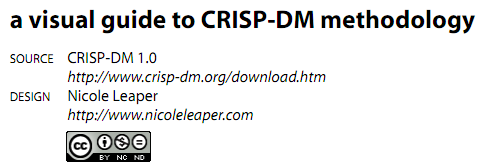 a visual guide to CRISP-DM methodology
SOURCE CRISP-DM 1.0
http://www.crisp-dm.org/download.htm
DESIGN Nicole Leaper
http://www.nicoleleaper.com
cc BY NC ND